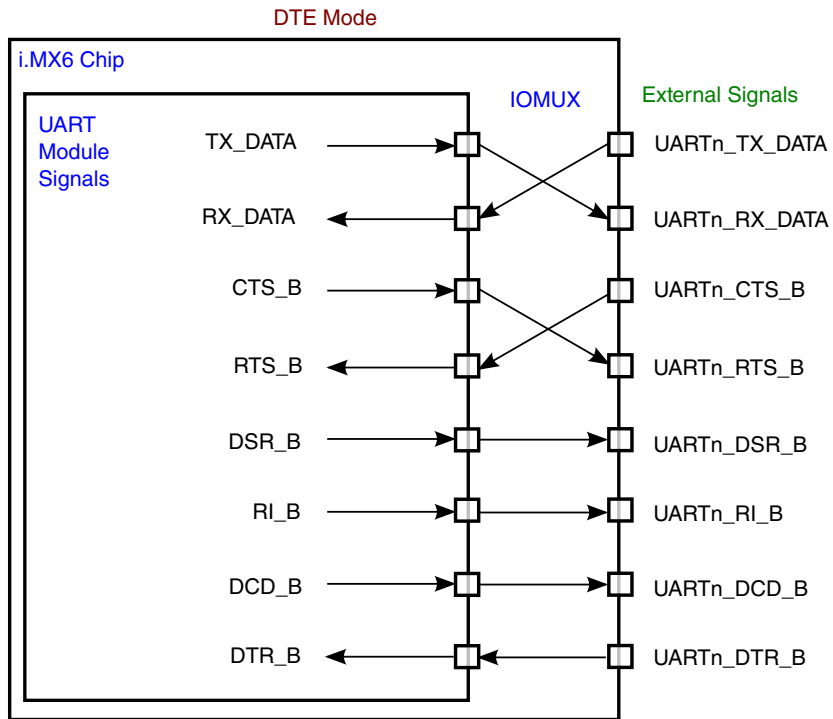 DTE Mode
i.MX6 Chip
IOMUX
External Signals
UART
Module
Signals
TX_DATA
UARTn_TX_DATA
RX_DATA
UARTn_RX_DATA
CTS_B
UARTn_CTS_B
RTS_B
UARTn_RTS_B
DSR_B
UARTn_DSR_B
RI_B
UARTn_RI_B
DCD_B
UARTn_DCD_B
DTR_B
UARTn_DTR_B